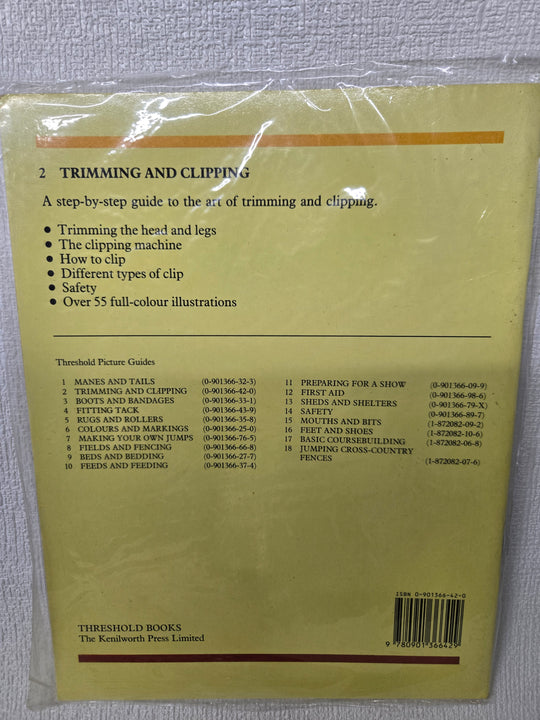 2 TRIMMING AND CLIPPING
A step-by-step guide to the art of trimming and clipping.
• Trimming the head and legs
• The clipping machine
• How to clip
• Different types of clip
• Safety
• Over 55 full-colour illustrations
Threshold Picture Guides
1 MANES AND TAILS (0-901366-32-3)
2 TRIMMING AND CLIPPING (0-901366-42-0)
3 BOOTS AND BANDAGES (0-901366-33-1)
4 FITTING TACK (0-901366-43-9)
5 RUGS AND ROLLERS (0-901366-35-8)
6 COLOURS AND MARKINGS (0-901366-25-0)
7 MAKING YOUR OWN JUMPS (0-901366-76-5)
8 FIELDS AND FENCING (0-901366-66-8)
9 BEDS AND BEDDING (0-901366-27-7)
10 FEEDS AND FEEDING (0-901366-37-4)
11 PREPARING FOR A SHOW (0-901366-09-9)
12 FIRST AID (0-901366-98-6)
13 SHEDS AND SHELTERS (0-901366-79-X)
14 SAFETY (0-901366-89-7)
15 MOUTHS AND BITS (1-872082-09-2)
16 FEET AND SHOES (1-872082-10-6)
17 BASIC COURSEBUILDING (1-872082-06-8)
18 JUMPING CROSS-COUNTRY
FENCES (1-872082-07-6)
ISBN 0-901366-42-0
9 780901 366429
THRESHOLD BOOKS
The Kenilworth Press Limited